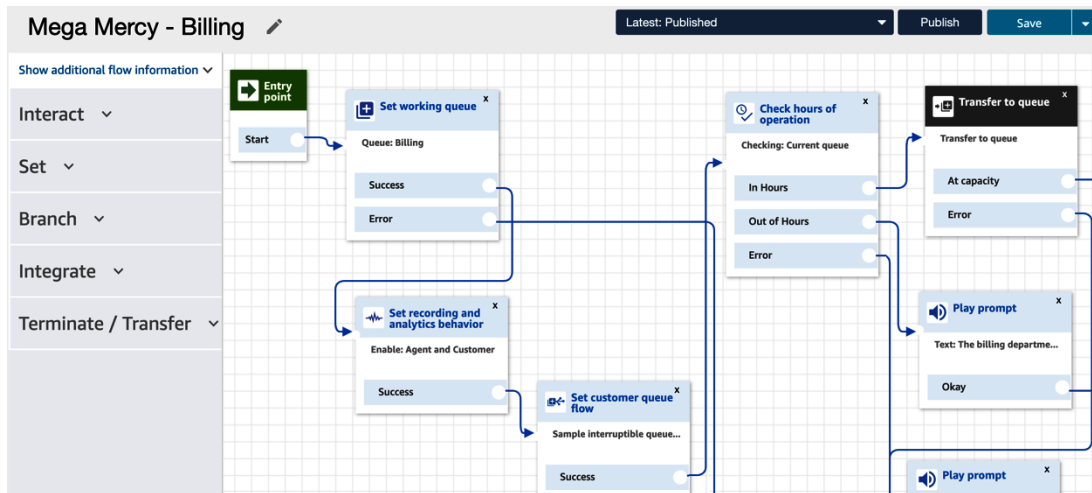 Mega Mercy - Billing
Latest: Published
Publish
Save
Show additional flow information
Interact
Set
Branch
Integrate
Terminate / Transfer
Entry
point
Start
Set working queue
x
Queue: Billing
Success
Error
Set recording and
analytics behavior
x
Enable: Agent and Customer
Success
Set customer queue
flow
x
Sample interruptible queue...
Success
Check hours of
operation
x
Checking: Current queue
In Hours
Out of Hours
Error
Transfer to queue
x
Transfer to queue
At capacity
Error
Play prompt
x
Text: The billing departme...
Okay
Play prompt
x